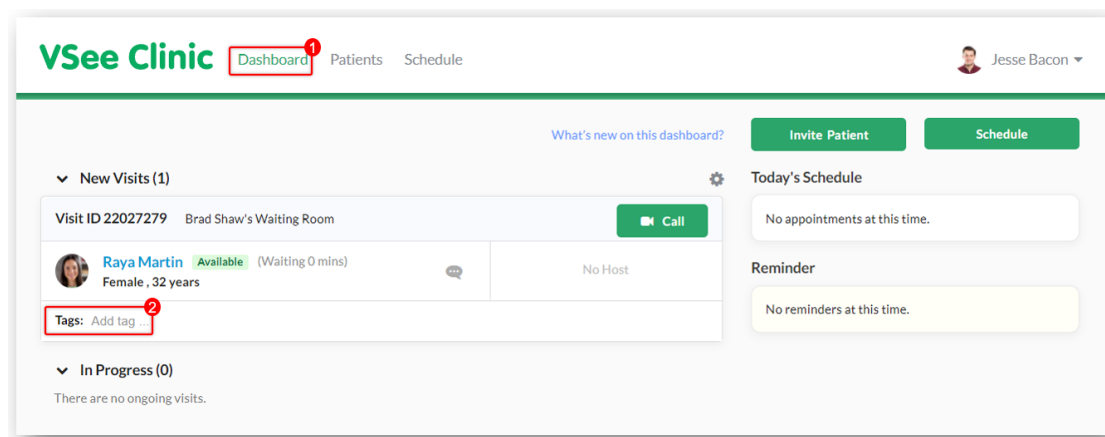 VSee Clinic Dashboard 1 Patients Schedule Jesse Bacon
What's new on this dashboard? Invite Patient Schedule
New Visits (1)
Visit ID 22027279 Brad Shaw's Waiting Room Call
Raya Martin Available (Waiting 0 mins)
Female , 32 years
No Host
2
Tags: Add tag ...
In Progress (0)
There are no ongoing visits.
Today's Schedule
No appointments at this time.
Reminder
No reminders at this time.